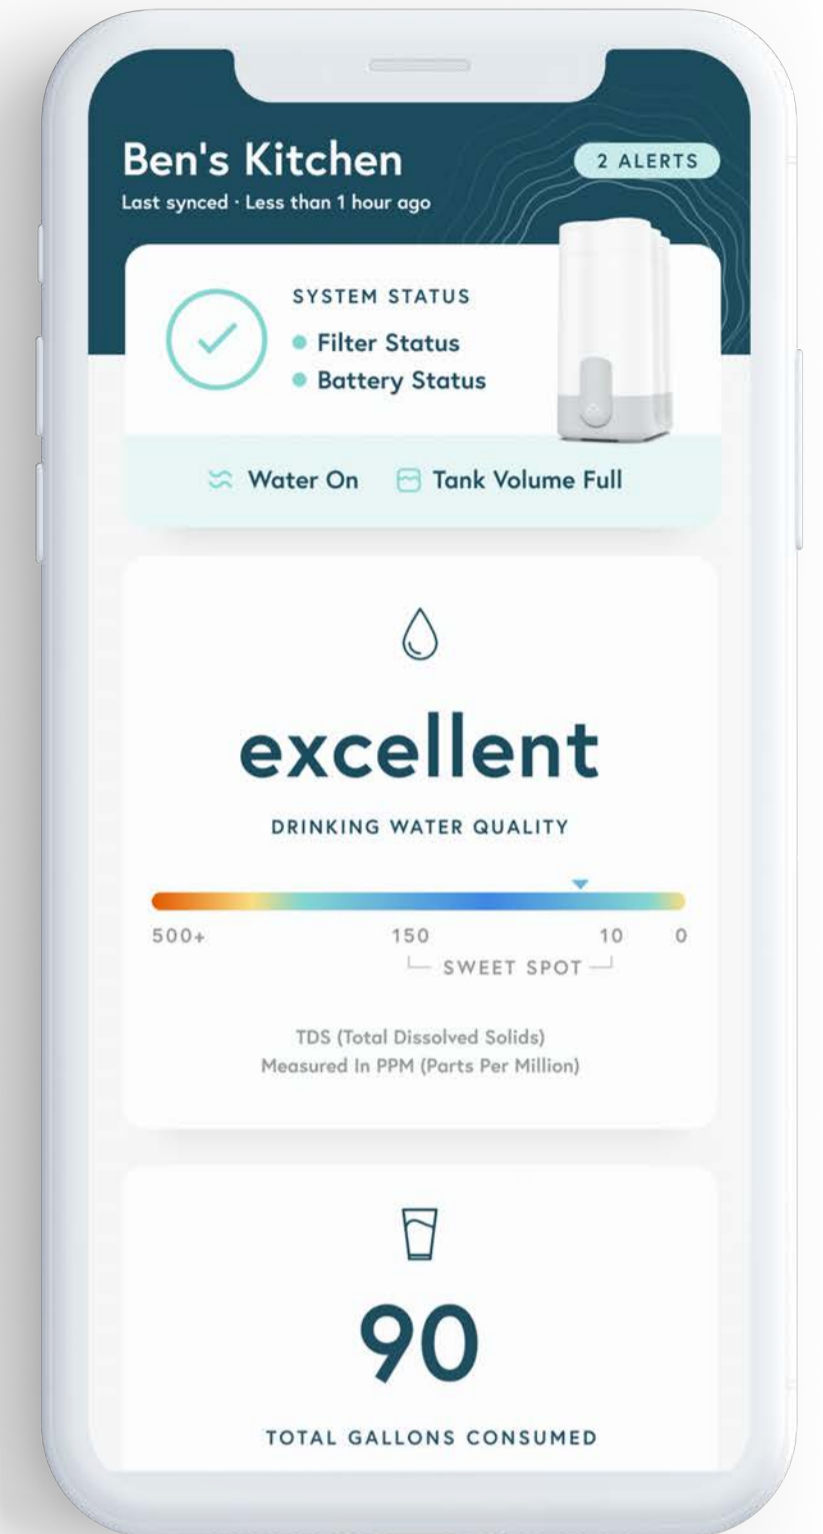 Ben's Kitchen
2 ALERTS
Last synced · Less than 1 hour ago
SYSTEM STATUS
Filter Status
Battery Status
Water On
Tank Volume Full
excellent
DRINKING WATER QUALITY
500+ 150 10 0
SWEET SPOT
TDS (Total Dissolved Solids)
Measured In PPM (Parts Per Million)
90
TOTAL GALLONS CONSUMED